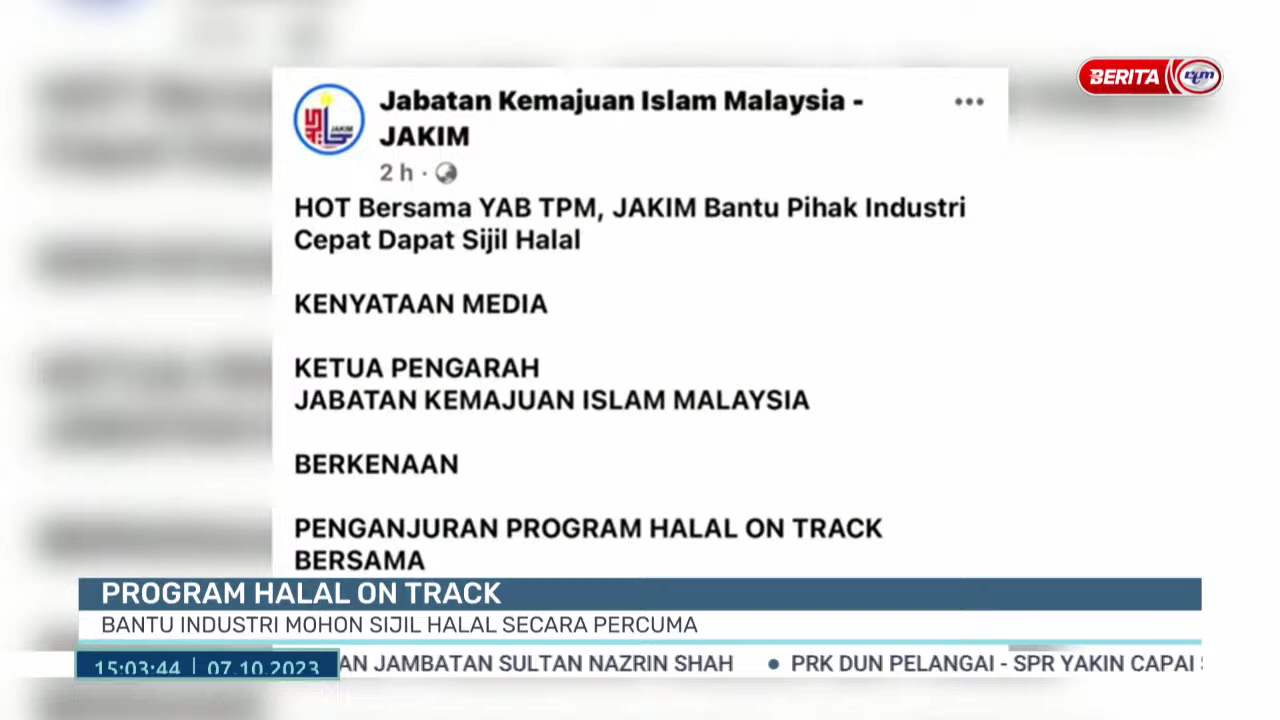 BERITA rtm
Jabatan Kemajuan Islam Malaysia -
JAKIM
JAKIM
2 h ·
HOT Bersama YAB TPM, JAKIM Bantu Pihak Industri
Cepat Dapat Sijil Halal
KENYATAAN MEDIA
KETUA PENGARAH
JABATAN KEMAJUAN ISLAM MALAYSIA
BERKENAAN
PENGANJURAN PROGRAM HALAL ON TRACK
BERSAMA
PROGRAM HALAL ON TRACK
BANTU INDUSTRI MOHON SIJIL HALAL SECARA PERCUMA
15:03:44 | 07.10.2023 AN JAMBATAN SULTAN NAZRIN SHAH • PRK DUN PELANGAI - SPR YAKIN CAPAI